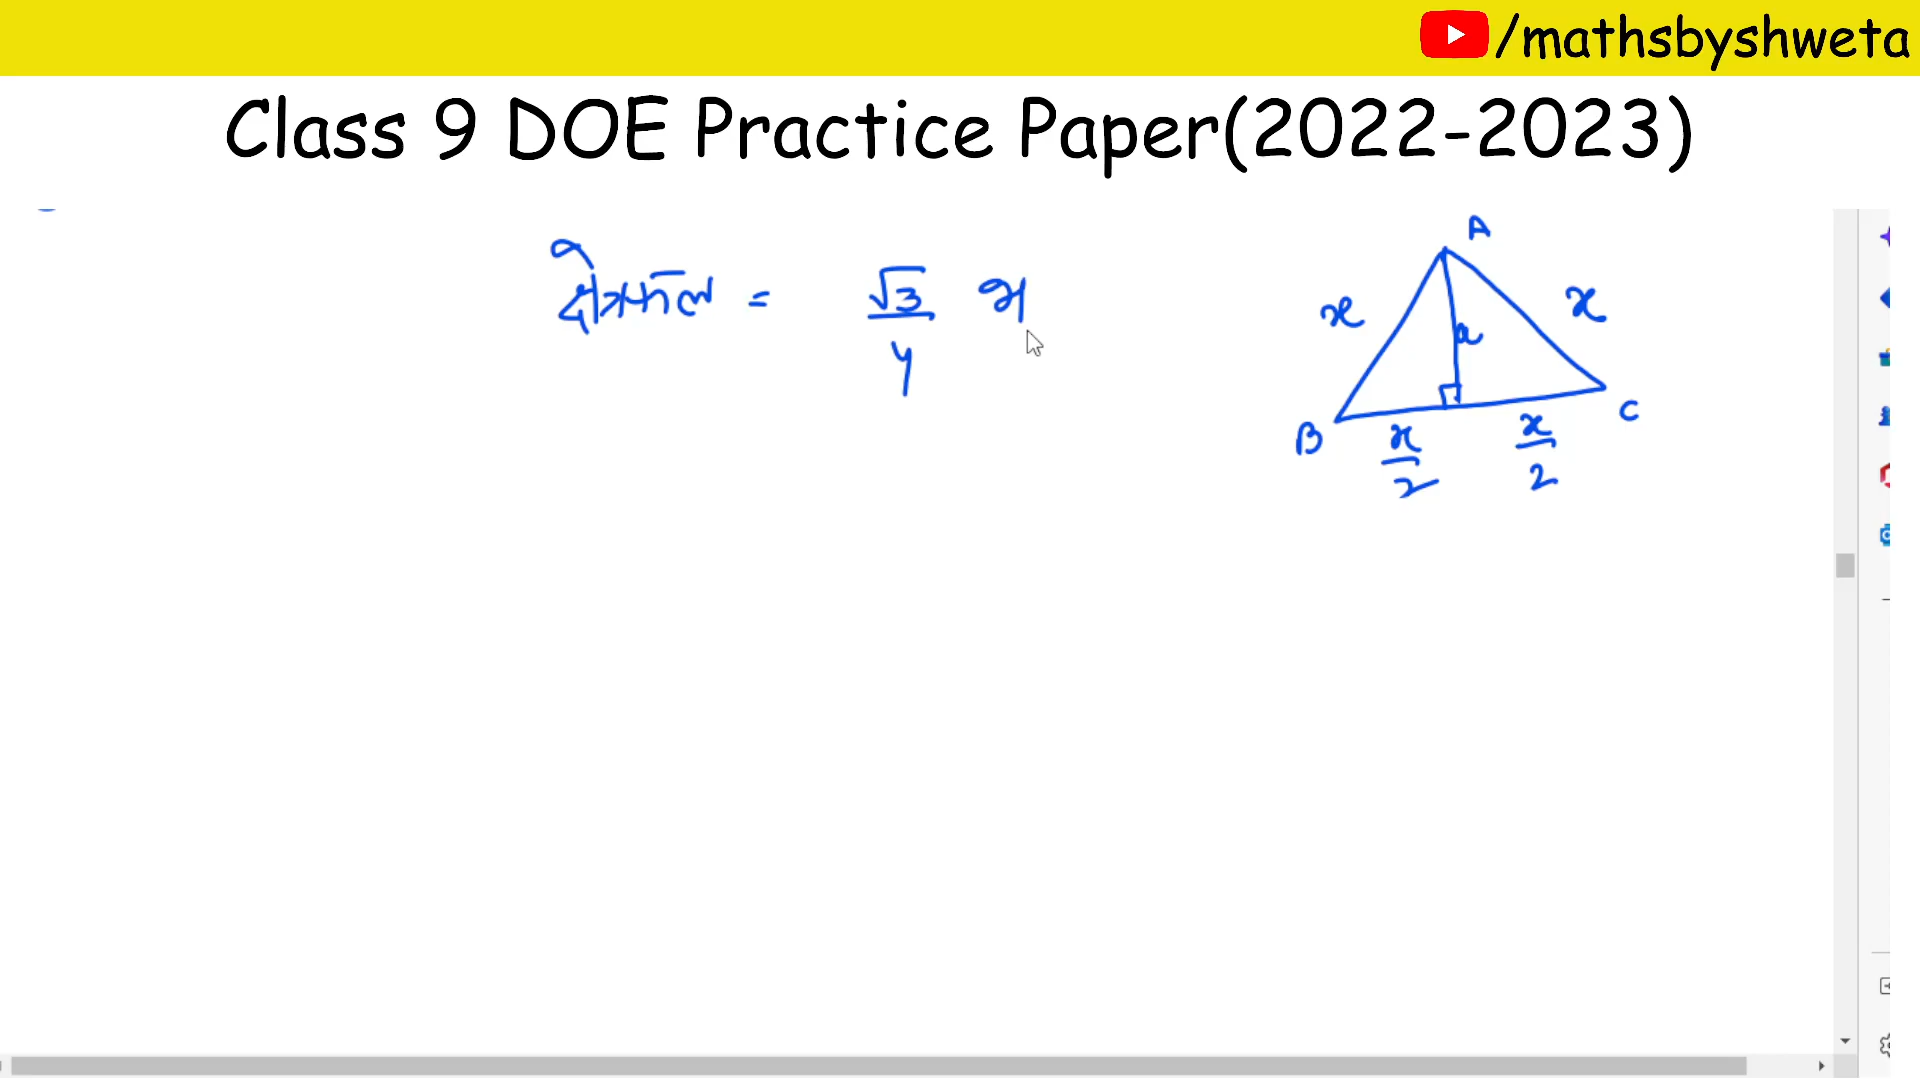 /mathsbyshweta
Class 9 DOE Practice Paper(2022-2023)
क्षेत्रफल = √3/4
A
x x
a
B C
x/2 x/2